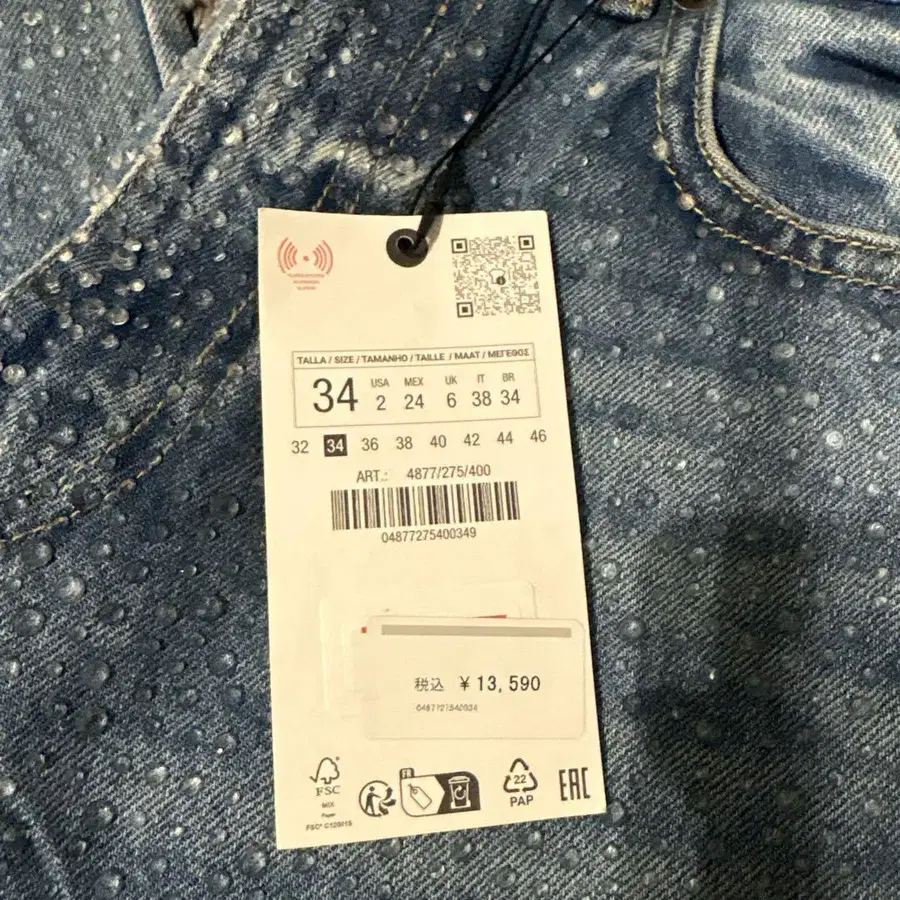 TALLA / SIZE / TAMANHO / TAILLE / MAAT / ΜΕΓΕΘΟΣ
34
USA MEX UK IT BR
2 24 6 38 34
32 34 36 38 40 42 44 46
ART.: 4877/275/400
04877275400349
税込 ¥13,590
FSC
MIX
Paper
FR
22
PAP
EAC